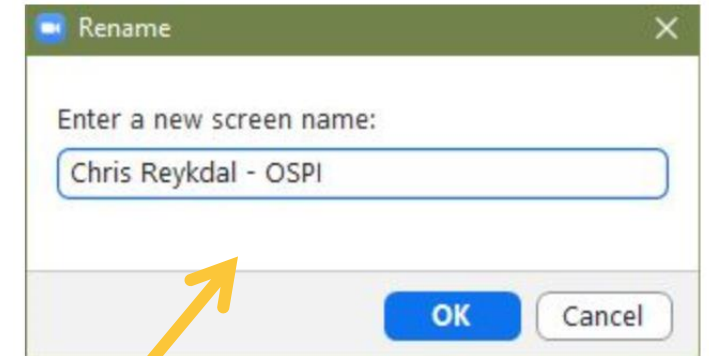 Rename
Enter a new screen name:
Chris Reykdal - OSPI
OK Cancel